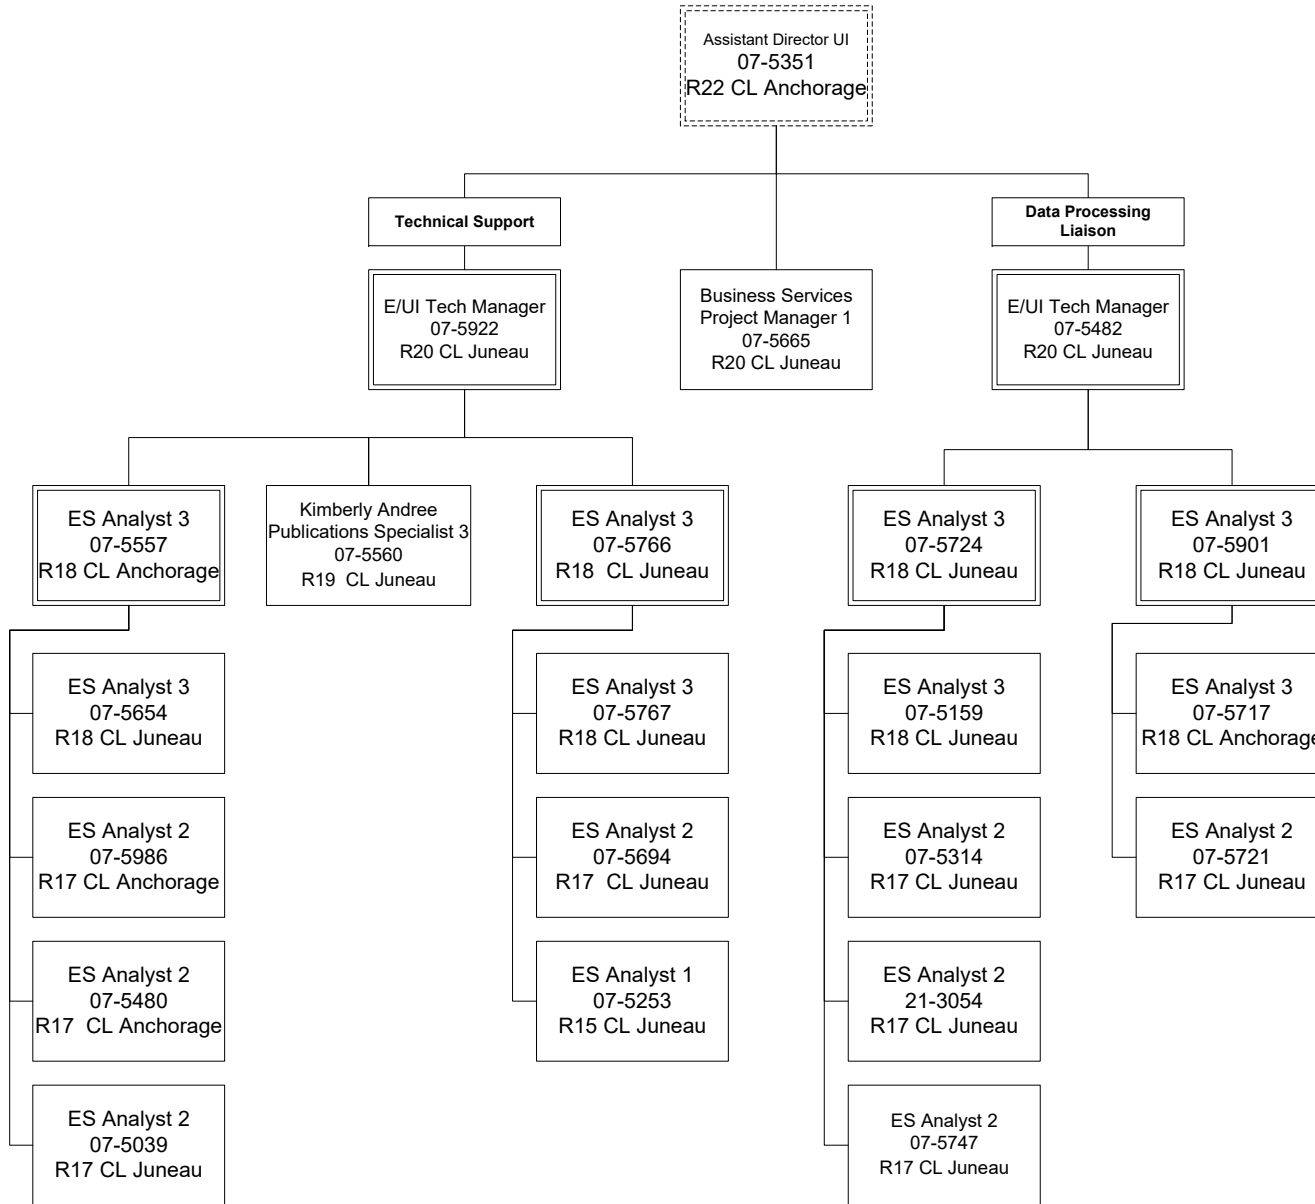 Assistant Director UI
07-5351
R22 CL Anchorage
Technical Support
Data Processing
Liaison
E/UI Tech Manager
07-5922
R20 CL Juneau
Business Services
Project Manager 1
07-5665
R20 CL Juneau
E/UI Tech Manager
07-5482
R20 CL Juneau
ES Analyst 3
07-5557
R18 CL Anchorage
Kimberly Andree
Publications Specialist 3
07-5560
R19 CL Juneau
ES Analyst 3
07-5766
R18 CL Juneau
ES Analyst 3
07-5724
R18 CL Juneau
ES Analyst 3
07-5901
R18 CL Juneau
ES Analyst 3
07-5654
R18 CL Juneau
ES Analyst 3
07-5767
R18 CL Juneau
ES Analyst 3
07-5159
R18 CL Juneau
ES Analyst 3
07-5717
R18 CL Anchorage
ES Analyst 2
07-5986
R17 CL Anchorage
ES Analyst 2
07-5694
R17 CL Juneau
ES Analyst 2
07-5314
R17 CL Juneau
ES Analyst 2
07-5721
R17 CL Juneau
ES Analyst 2
07-5480
R17 CL Anchorage
ES Analyst 1
07-5253
R15 CL Juneau
ES Analyst 2
21-3054
R17 CL Juneau
ES Analyst 2
07-5039
R17 CL Juneau
ES Analyst 2
07-5747
R17 CL Juneau